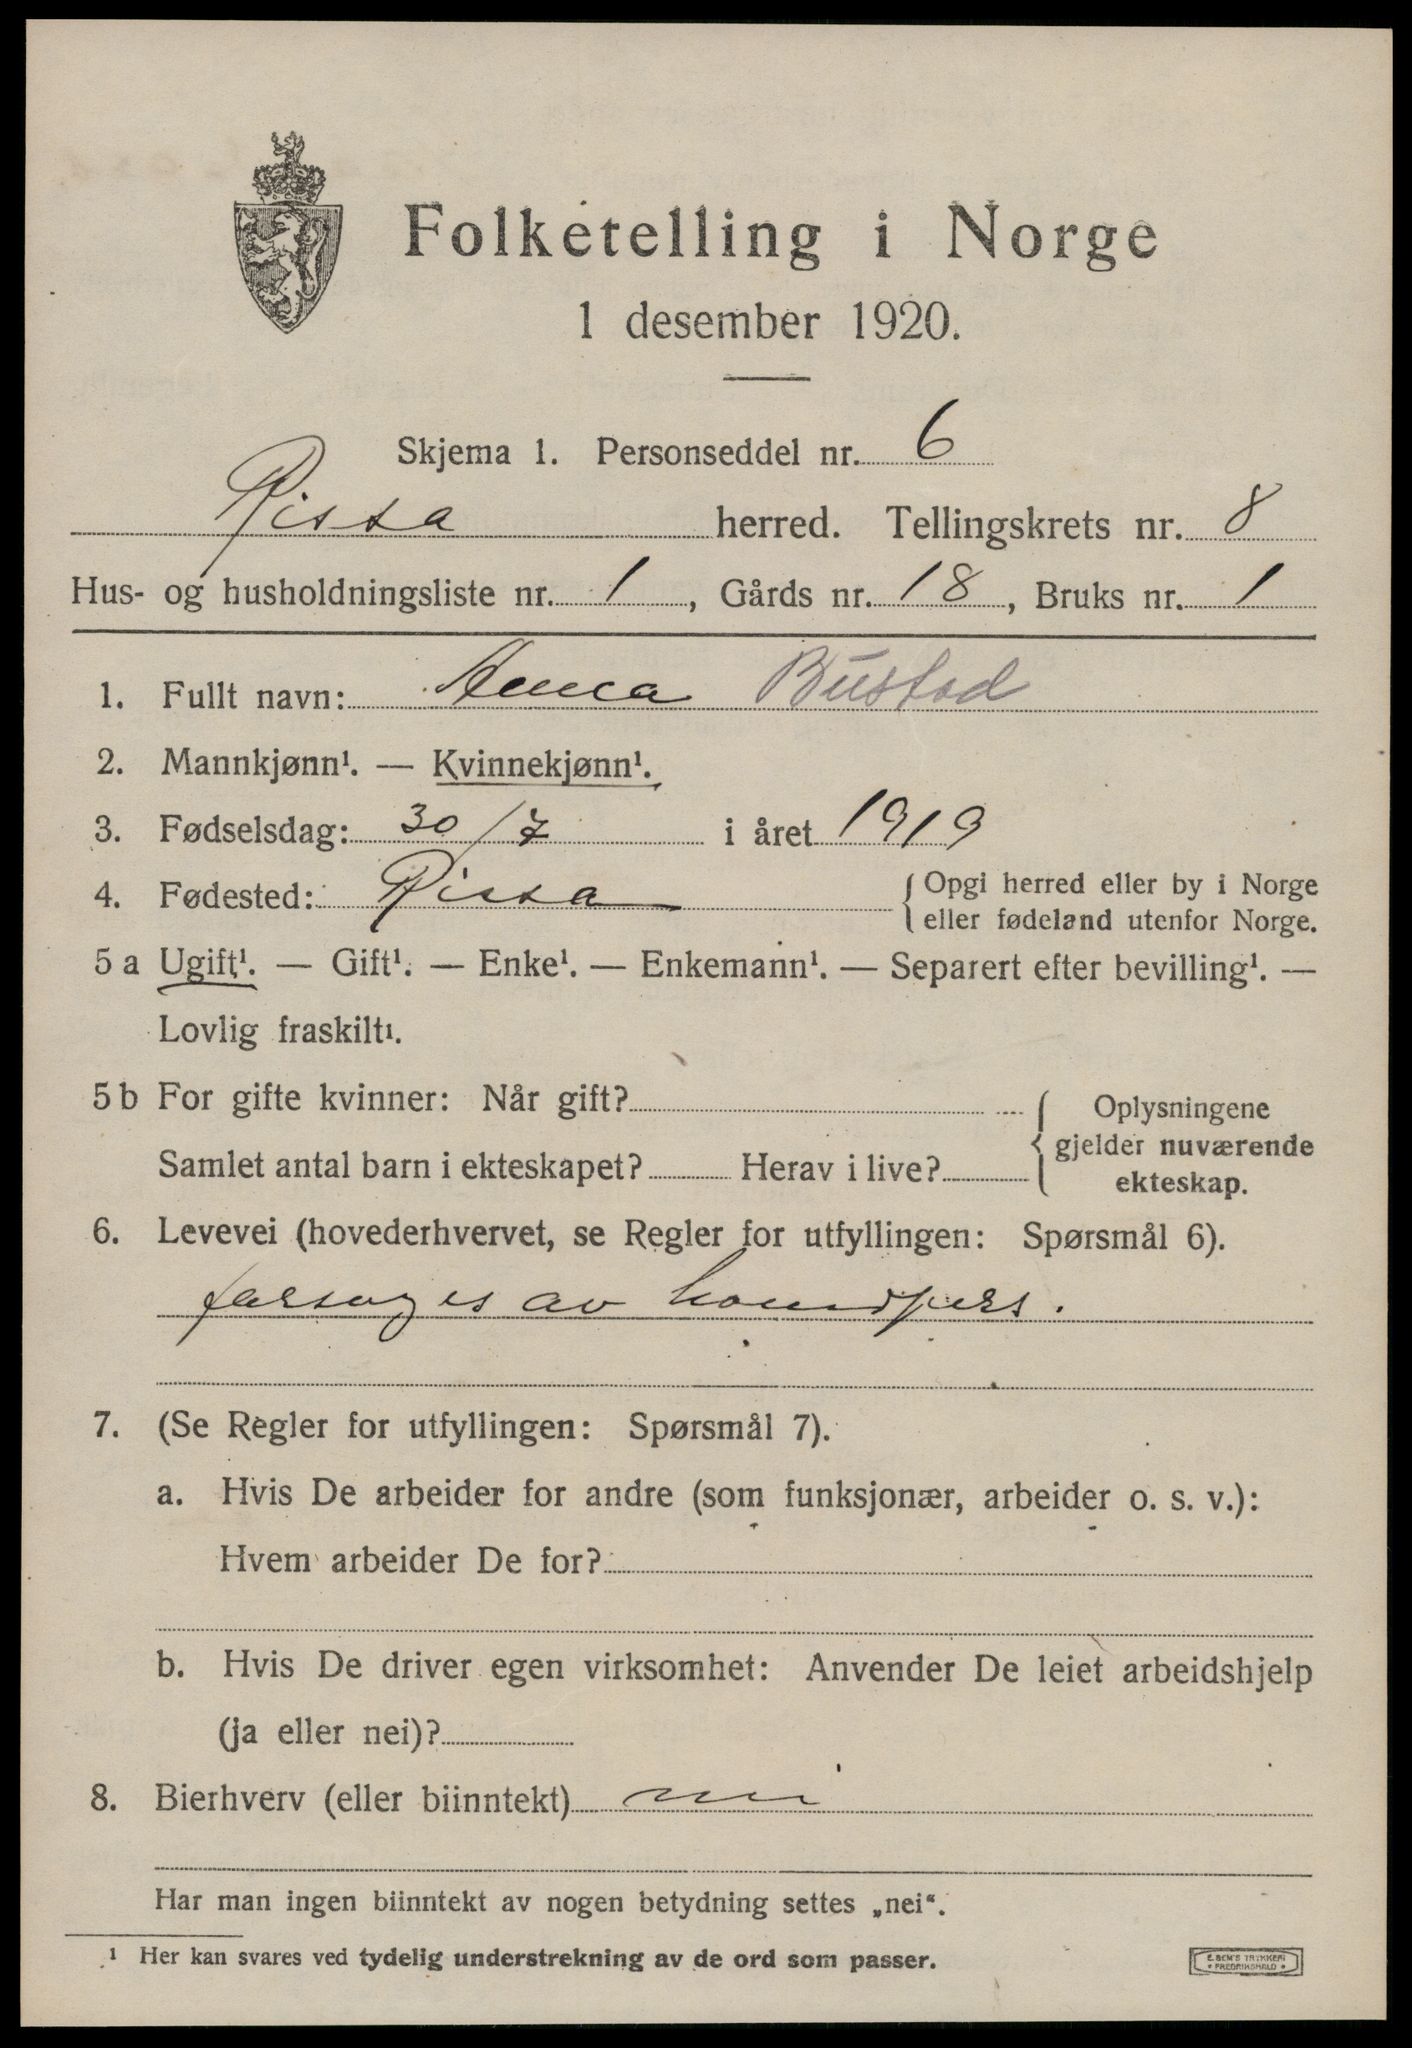 Folketelling i Norge
1 desember 1920.
Skjema 1. Personseddel nr. 6
Rissa herred. Tellingskrets nr. 8
Hus- og husholdningsliste nr. 1, Gårds nr. 18, Bruks nr. 1
1. Fullt navn: Anna Bustad
2. Mannkjønn¹. — Kvinnekjønn¹.
3. Fødselsdag: 30/7 i året 1919
4. Fødested: Rissa { Opgi herred eller by i Norge
eller fødeland utenfor Norge.
5 a Ugift¹. — Gift¹. — Enke¹. — Enkemann¹. — Separert efter bevilling¹. —
Lovlig fraskilt¹.
5 b For gifte kvinner: Når gift?
Samlet antal barn i ekteskapet? Herav i live?
{ Oplysningene
gjelder nuværende
ekteskap.
6. Levevei (hovederhvervet, se Regler for utfyllingen: Spørsmål 6).
forsøges av
7. (Se Regler for utfyllingen: Spørsmål 7).
a. Hvis De arbeider for andre (som funksjonær, arbeider o. s. v.):
Hvem arbeider De for?
b. Hvis De driver egen virksomhet: Anvender De leiet arbeidshjelp
(ja eller nei)?
8. Bierhverv (eller biinntekt) nei
Har man ingen biinntekt av nogen betydning settes „nei".
¹ Her kan svares ved tydelig understrekning av de ord som passer.
E. SEM'S TRYKKERI
• FREDRIKSHALD •